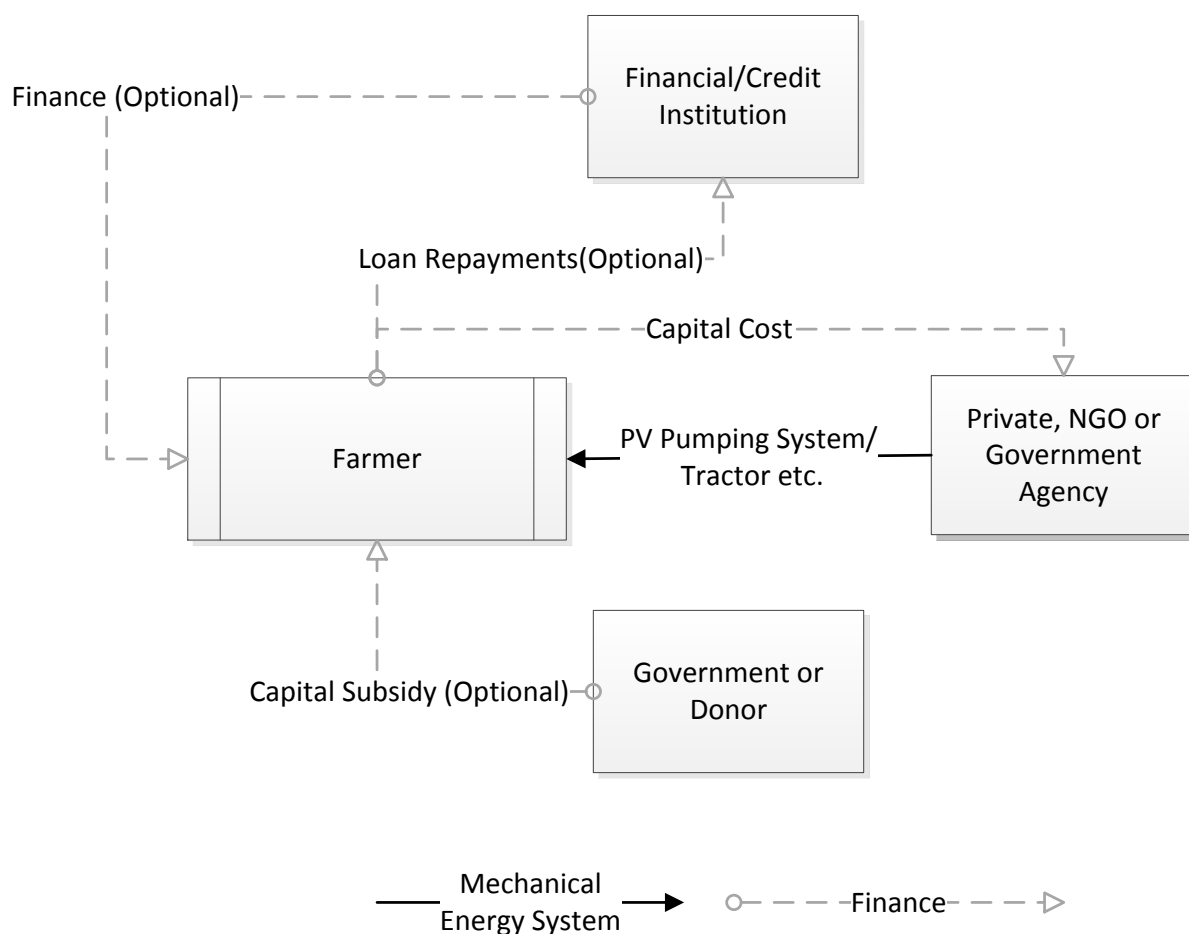 Financial/Credit
Institution
Finance (Optional)
Loan Repayments(Optional)
Capital Cost
Farmer
PV Pumping System/
Tractor etc.
Private, NGO or
Government
Agency
Capital Subsidy (Optional)
Government or
Donor
Mechanical
Energy System
Finance